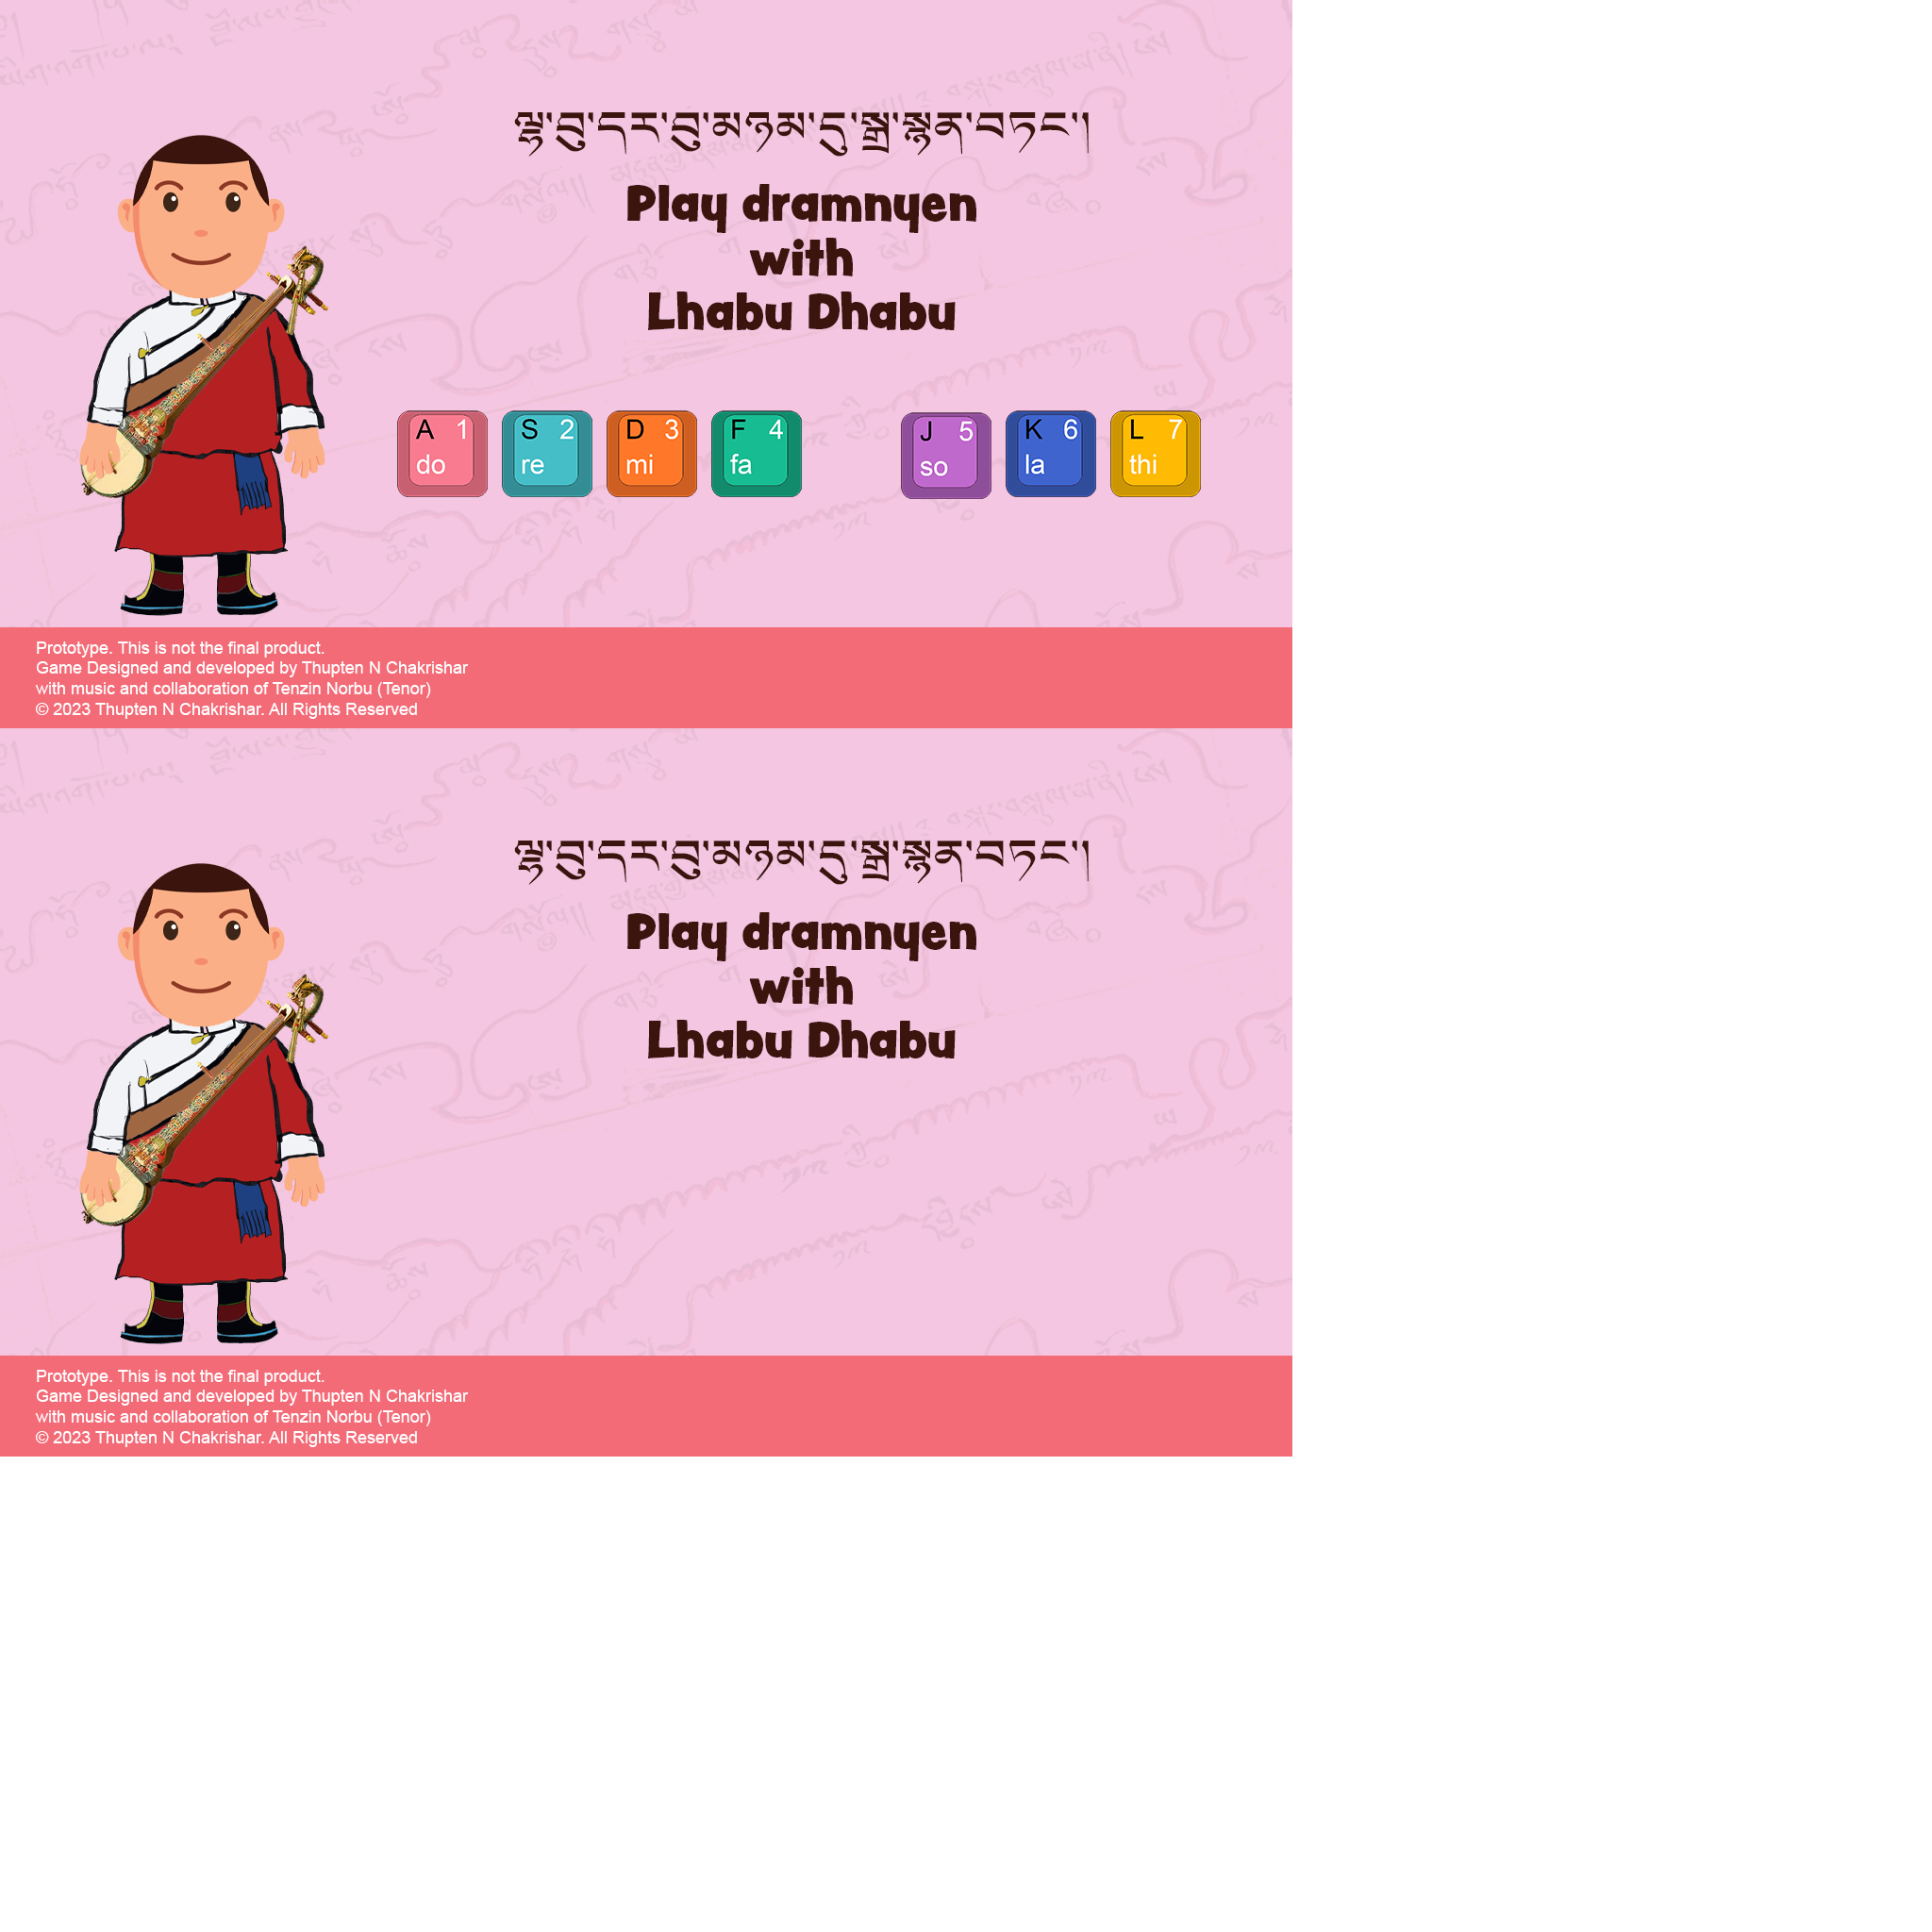 ལྷ་བུ་དར་བུ་མཉམ་དུ་སྒྲ་སྙན་བཏང་།
Play dramnyen
with
Lhabu Dhabu
A 1 S 2 D 3 F 4 J 5 K 6 L 7
do re mi fa so la thi
Prototype. This is not the final product.
Game Designed and developed by Thupten N Chakrishar
with music and collaboration of Tenzin Norbu (Tenor)
© 2023 Thupten N Chakrishar. All Rights Reserved
ལྷ་བུ་དར་བུ་མཉམ་དུ་སྒྲ་སྙན་བཏང་།
Play dramnyen
with
Lhabu Dhabu
Prototype. This is not the final product.
Game Designed and developed by Thupten N Chakrishar
with music and collaboration of Tenzin Norbu (Tenor)
© 2023 Thupten N Chakrishar. All Rights Reserved